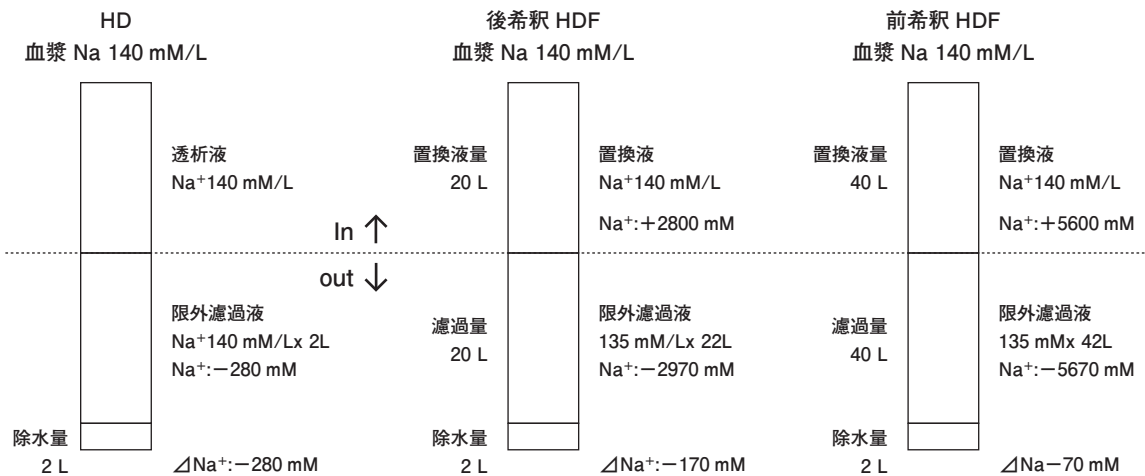 HD
血漿 Na 140 mM/L
透析液
Na⁺140 mM/L
In ↑
out ↓
限外濾過液
Na⁺140 mM/Lx 2L
Na⁺:−280 mM
除水量
2 L
⊿Na⁺:−280 mM
後希釈 HDF
血漿 Na 140 mM/L
置換液量
20 L
置換液
Na⁺140 mM/L
Na⁺:+2800 mM
濾過量
20 L
限外濾過液
135 mM/Lx 22L
Na⁺:−2970 mM
除水量
2 L
⊿Na⁺:−170 mM
前希釈 HDF
血漿 Na 140 mM/L
置換液量
40 L
置換液
Na⁺140 mM/L
Na⁺:+5600 mM
濾過量
40 L
限外濾過液
135 mMx 42L
Na⁺:−5670 mM
除水量
2 L
⊿Na−70 mM